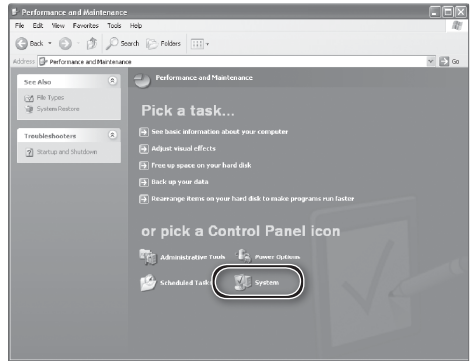 Performance and Maintenance
File Edit View Favorites Tools Help
Back Search Folders
Address Performance and Maintenance Go
See Also
File Types
System Restore
Troubleshooters
Startup and Shutdown
Performance and Maintenance
Pick a task...
See basic information about your computer
Adjust visual effects
Free up space on your hard disk
Back up your data
Rearrange items on your hard disk to make programs run faster
or pick a Control Panel icon
Administrative Tools Power Options
Scheduled Tasks System